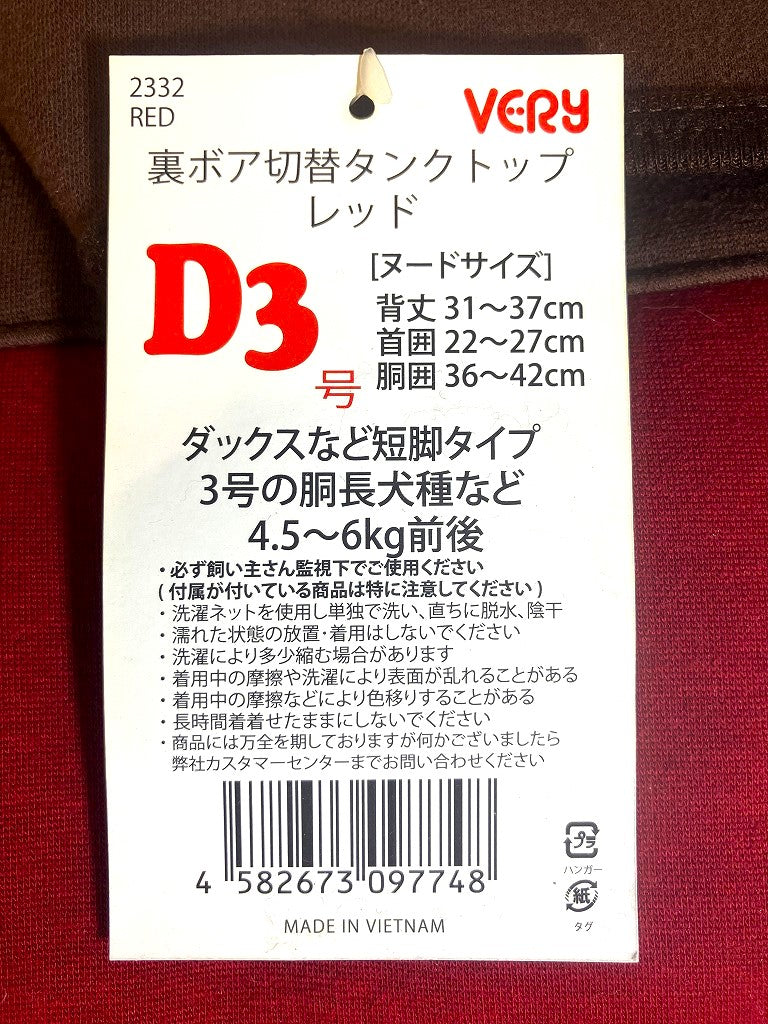 2332
RED
VERY
裏ボア切替タンクトップ
レッド
D3号
[ヌードサイズ]
背丈 31～37cm
首囲 22～27cm
胴囲 36～42cm
ダックスなど短脚タイプ
3号の胴長犬種など
4.5～6kg前後
・必ず飼い主さん監視下でご使用ください
(付属が付いている商品は特に注意してください)
・洗濯ネットを使用し単独で洗い、直ちに脱水、陰干
・濡れた状態の放置・着用はしないでください
・洗濯により多少縮む場合があります
・着用中の摩擦や洗濯により表面が乱れることがある
・着用中の摩擦などにより色移りすることがある
・長時間着着せたままにしないでください
・商品には万全を期しておりますが何かございましたら
弊社カスタマーセンターまでお問い合わせください
4 582673 097748
プラ
ハンガー
紙
タグ
MADE IN VIETNAM